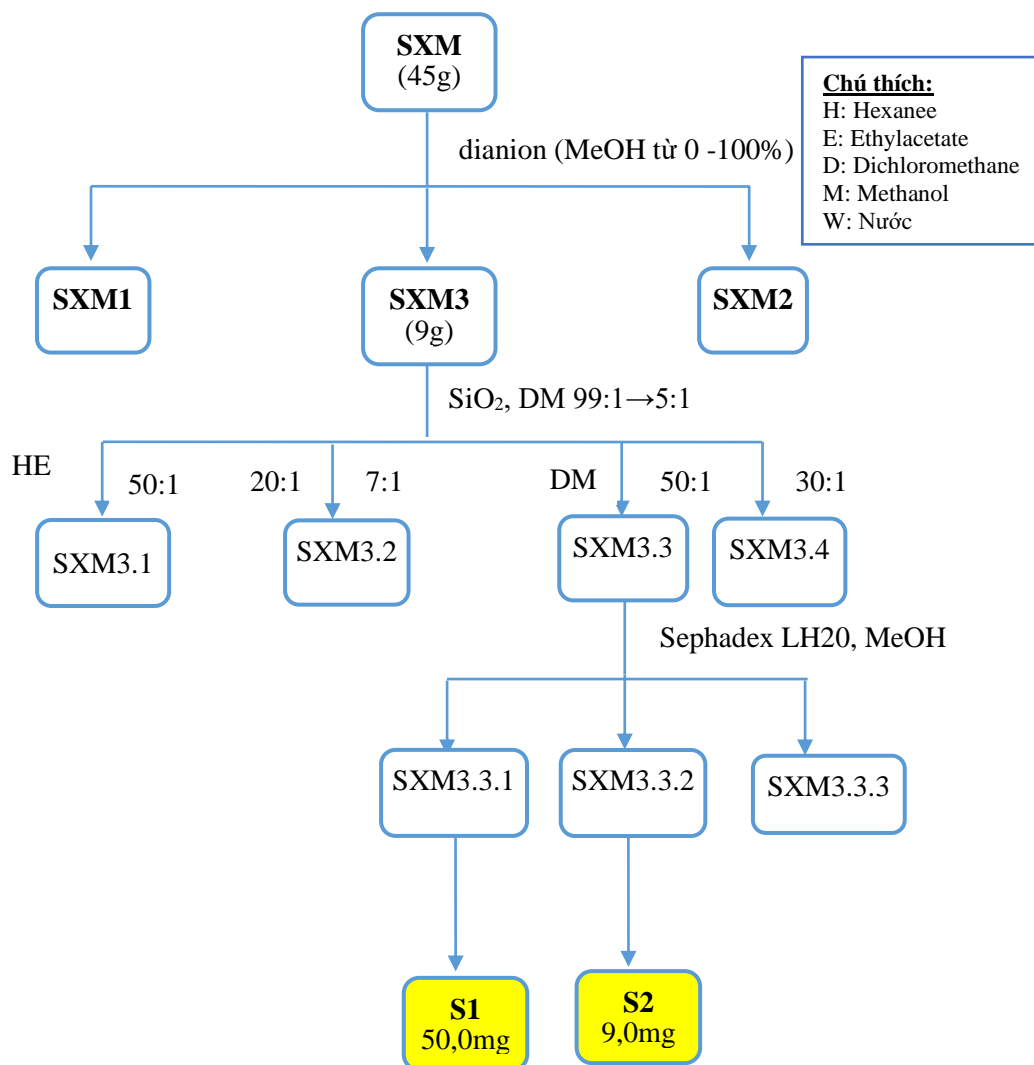 SXM
(45g)
Chú thích:
H: Hexanee
E: Ethylacetate
D: Dichloromethane
M: Methanol
W: Nước
dianion (MeOH từ 0 -100%)
SXM1
SXM3
(9g)
SXM2
SiO₂, DM 99:1→5:1
HE
50:1
20:1
7:1
DM
50:1
30:1
SXM3.1
SXM3.2
SXM3.3
SXM3.4
Sephadex LH20, MeOH
SXM3.3.1
SXM3.3.2
SXM3.3.3
S1
50,0mg
S2
9,0mg